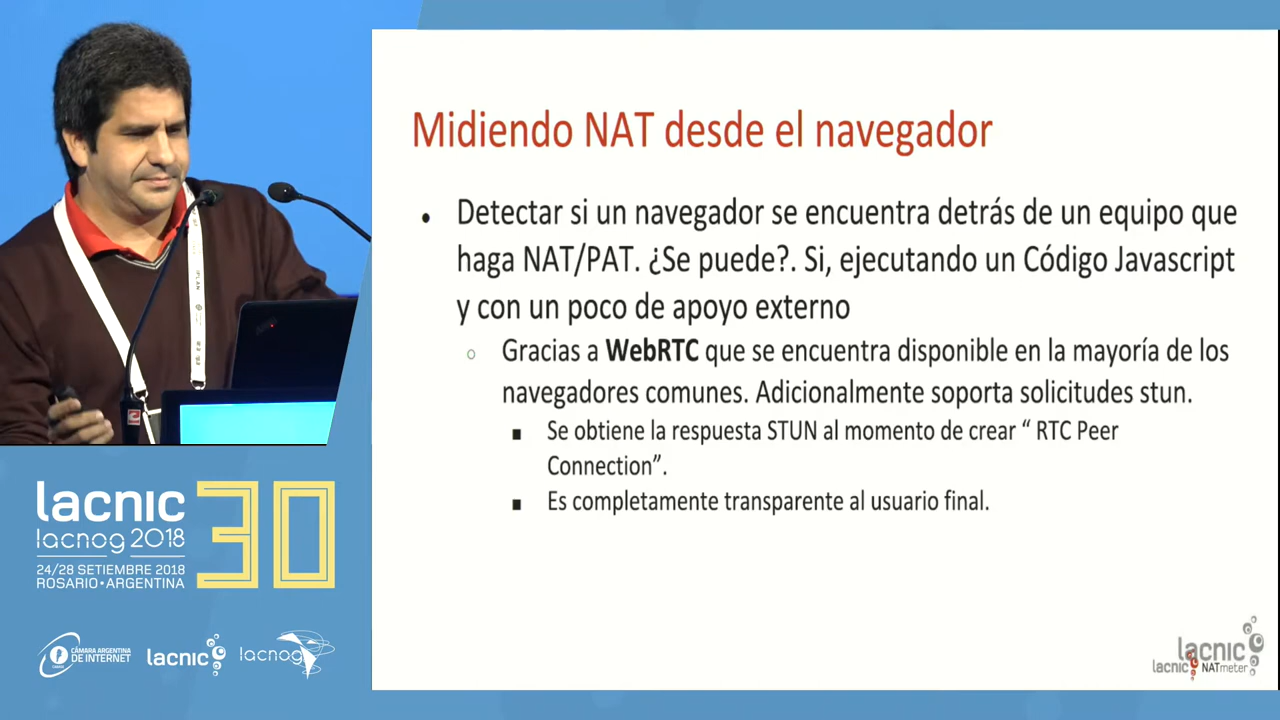 Midiendo NAT desde el navegador
• Detectar si un navegador se encuentra detrás de un equipo que
haga NAT/PAT. ¿Se puede?. Si, ejecutando un Código Javascript
y con un poco de apoyo externo
○ Gracias a WebRTC que se encuentra disponible en la mayoría de los
navegadores comunes. Adicionalmente soporta solicitudes stun.
■ Se obtiene la respuesta STUN al momento de crear “ RTC Peer
Connection”.
■ Es completamente transparente al usuario final.
lacnic 30
lacnog 2018
24/28 SETIEMBRE 2018
ROSARIO • ARGENTINA
CÁMARA ARGENTINA
DE INTERNET
lacnic
lacnog
lacnic
lacnic NATmeter